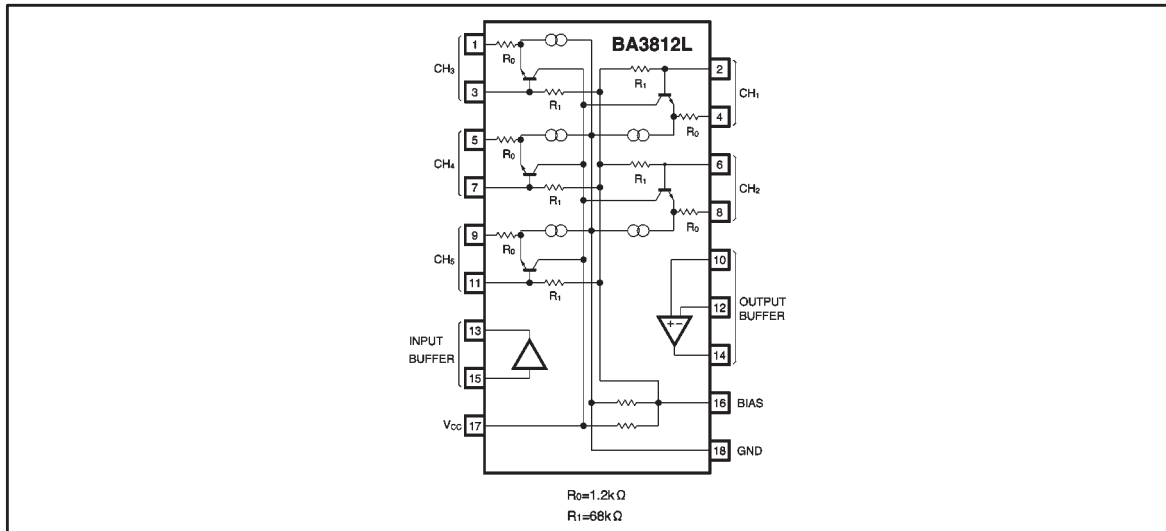 BA3812L
1
R₀
CH₃
3
R₁
5
R₀
CH₄
7
R₁
9
R₀
CH₅
11
R₁
13
INPUT
BUFFER
15
Vcc 17
2
R₁
CH₁
4
R₀
6
R₁
CH₂
8
R₀
10
12
OUTPUT
BUFFER
+−
14
16 BIAS
18 GND
R₀=1.2kΩ
R₁=68kΩ